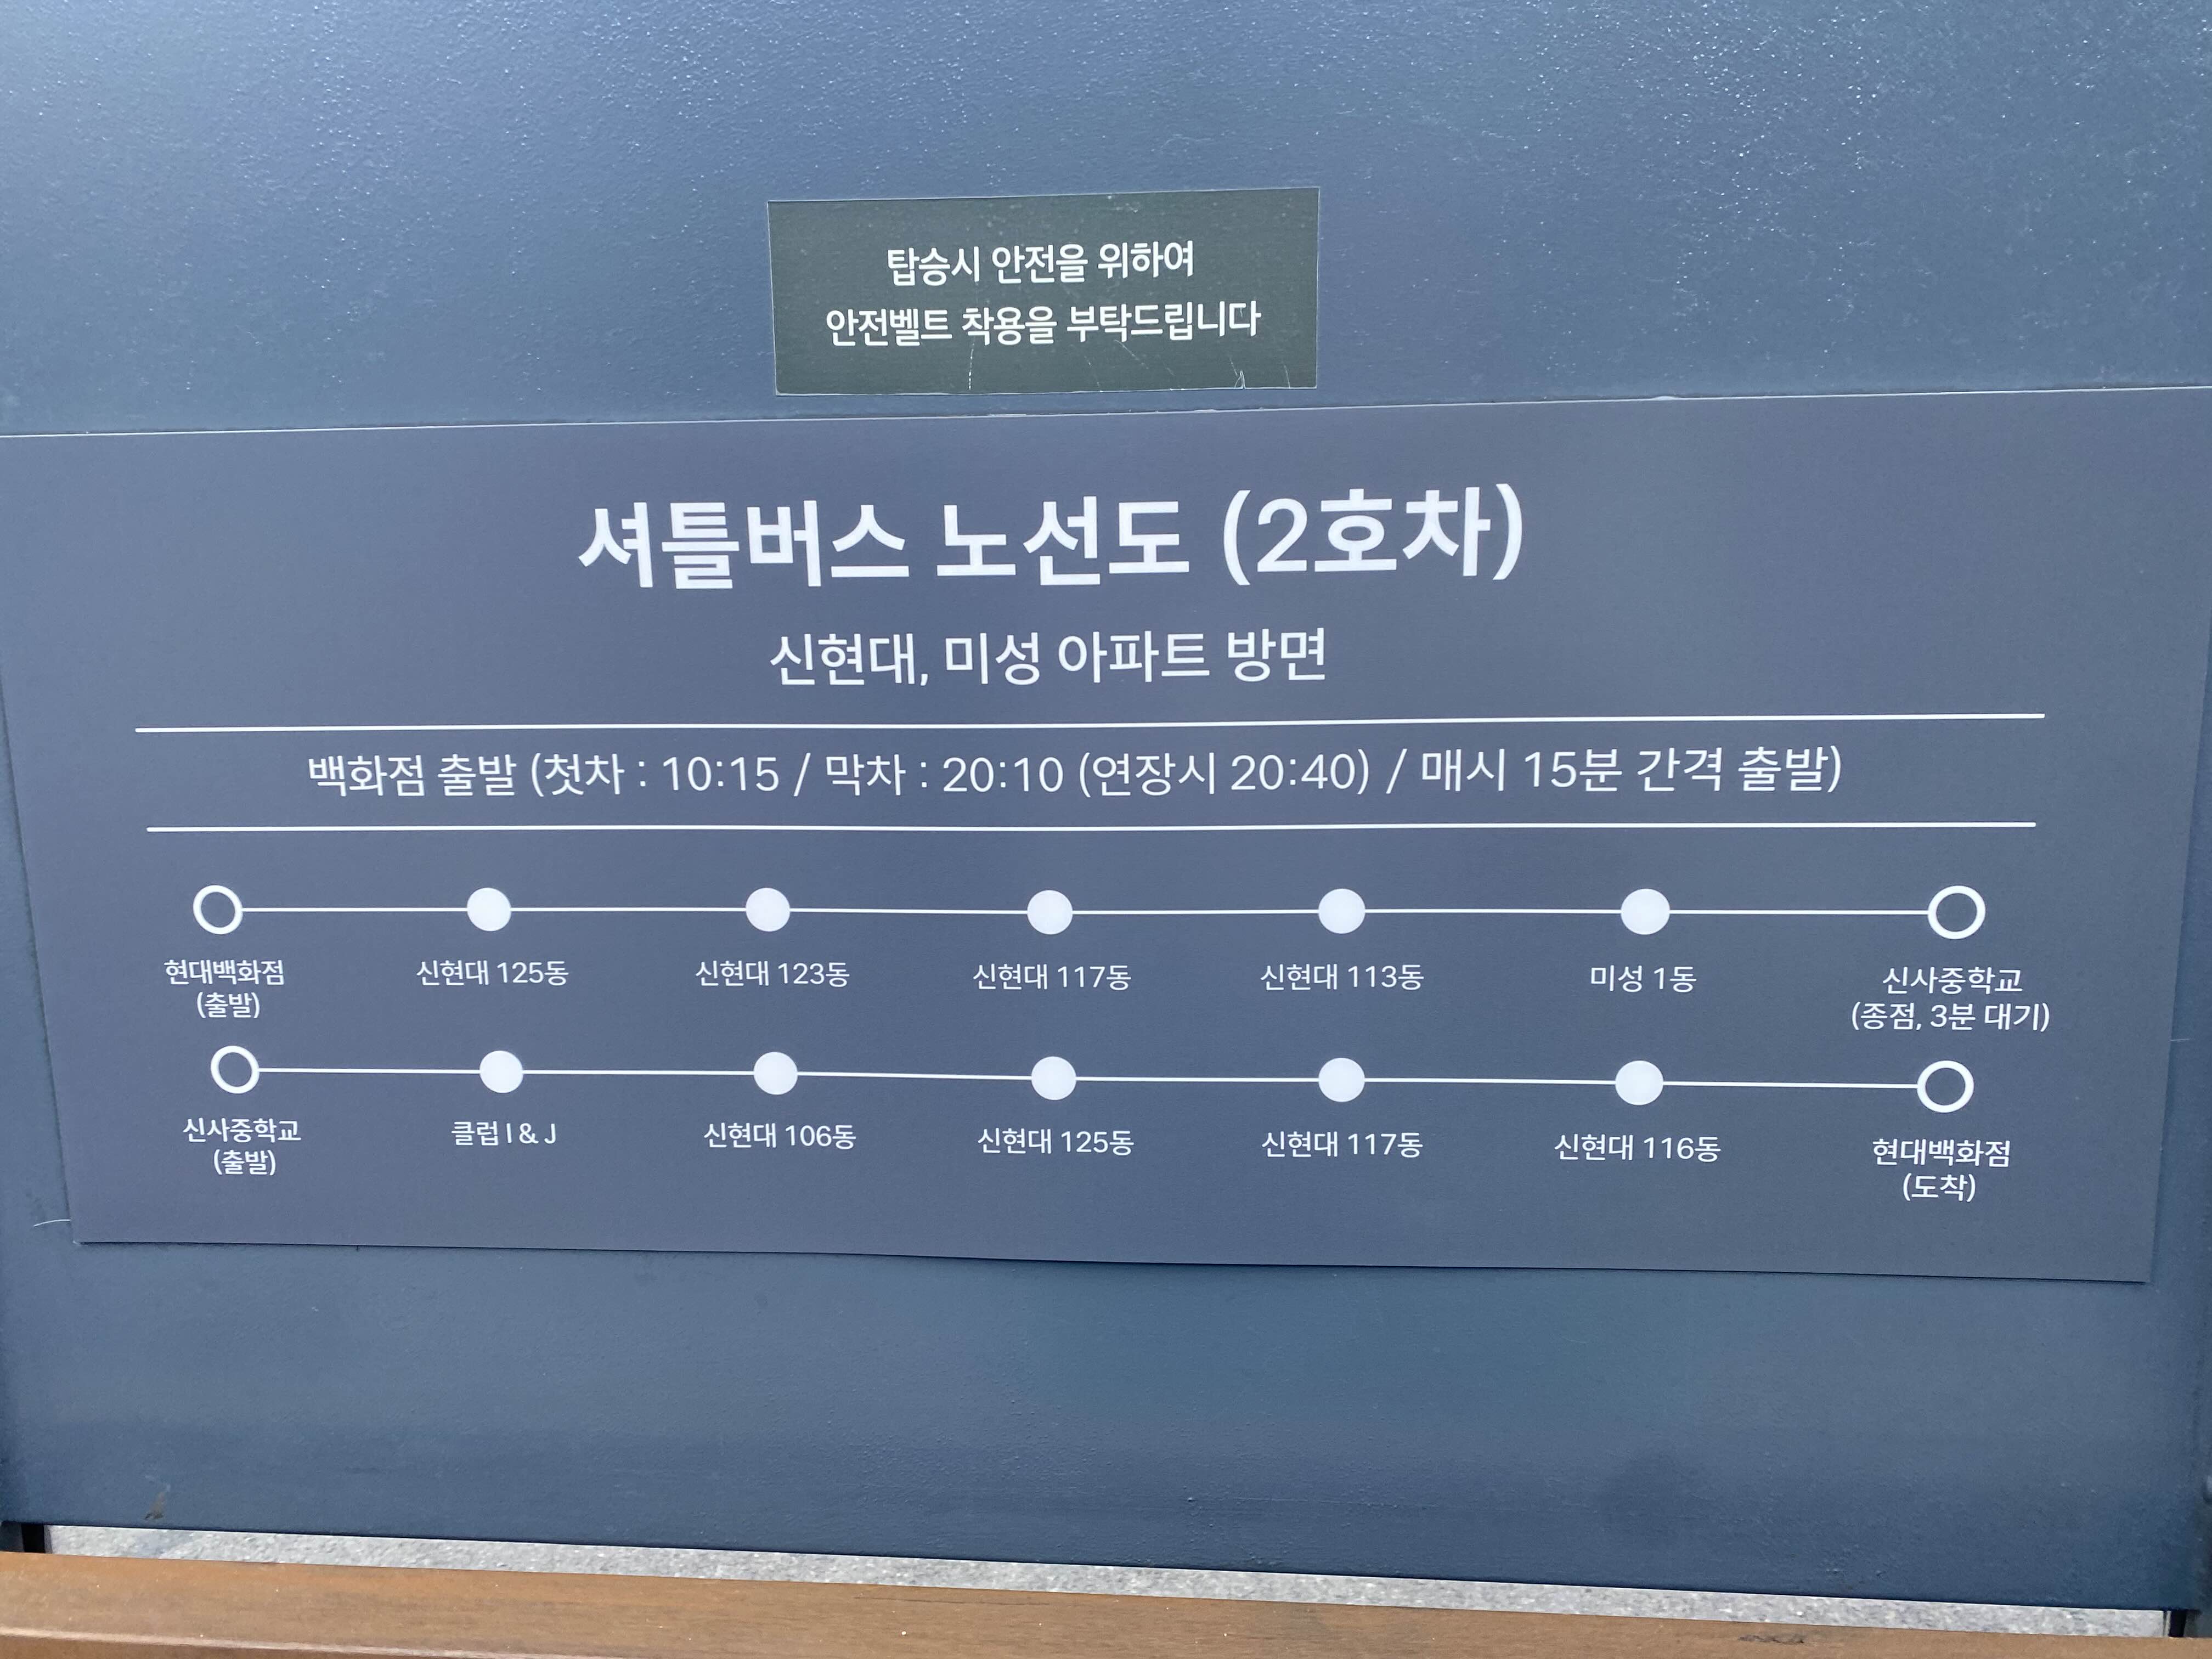 탑승시 안전을 위하여
안전벨트 착용을 부탁드립니다
셔틀버스 노선도 (2호차)
신현대, 미성 아파트 방면
백화점 출발 (첫차 : 10:15 / 막차 : 20:10 (연장시 20:40) / 매시 15분 간격 출발)
현대백화점 신현대 125동 신현대 123동 신현대 117동 신현대 113동 미성 1동 신사중학교
(출발) (종점, 3분 대기)
신사중학교 클럽 I & J 신현대 106동 신현대 125동 신현대 117동 신현대 116동 현대백화점
(출발) (도착)